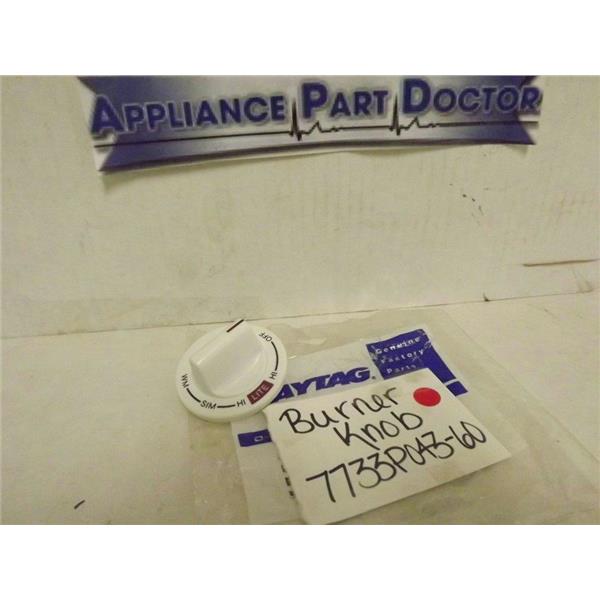 APPLIANCE PART DOCTOR
Genuine
Factory
Parts
AYTAG
OFF
HI
LITE
HI
SIM
WM
Burner
Knob
7733P043-60